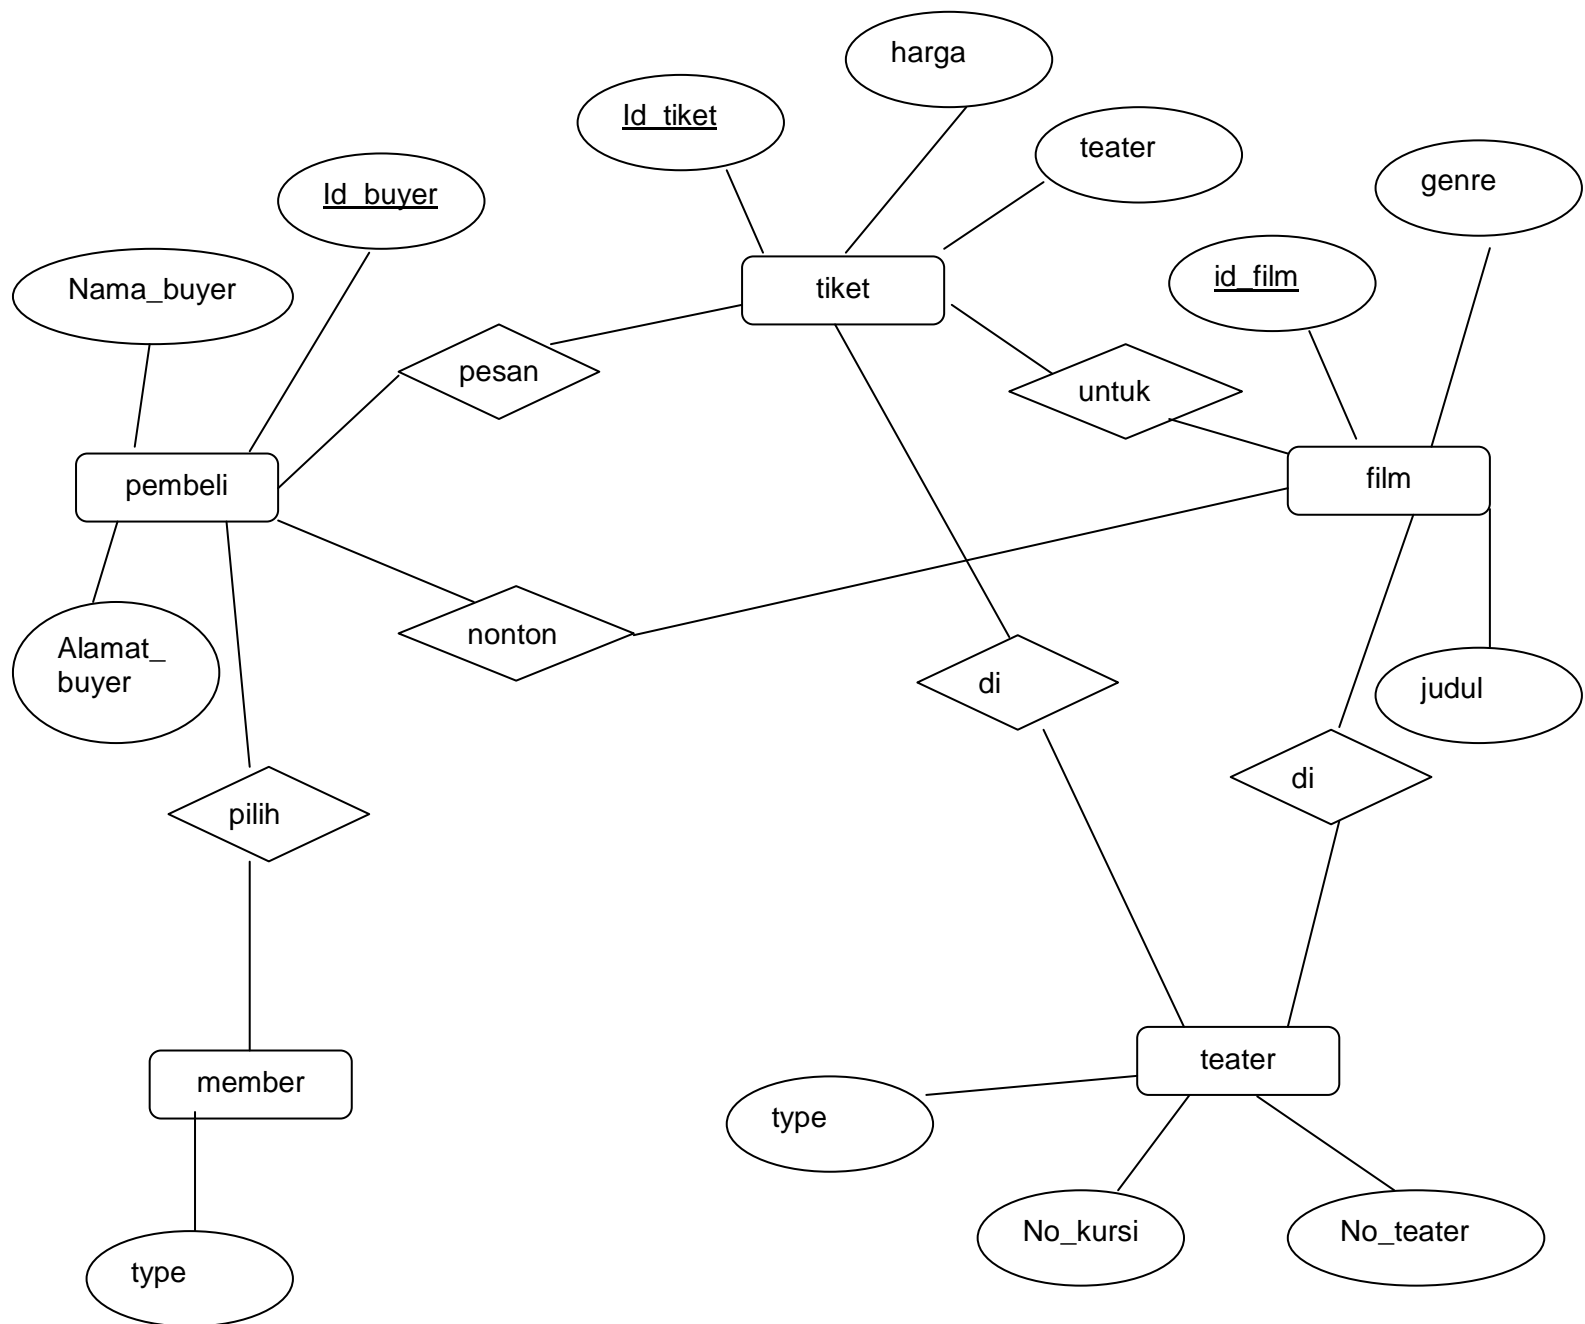 harga
Id_tiket
teater
genre
Id_buyer
Nama_buyer
tiket
id_film
pesan
untuk
pembeli
film
nonton
Alamat_
buyer
di
judul
di
pilih
teater
member
type
No_kursi
No_teater
type